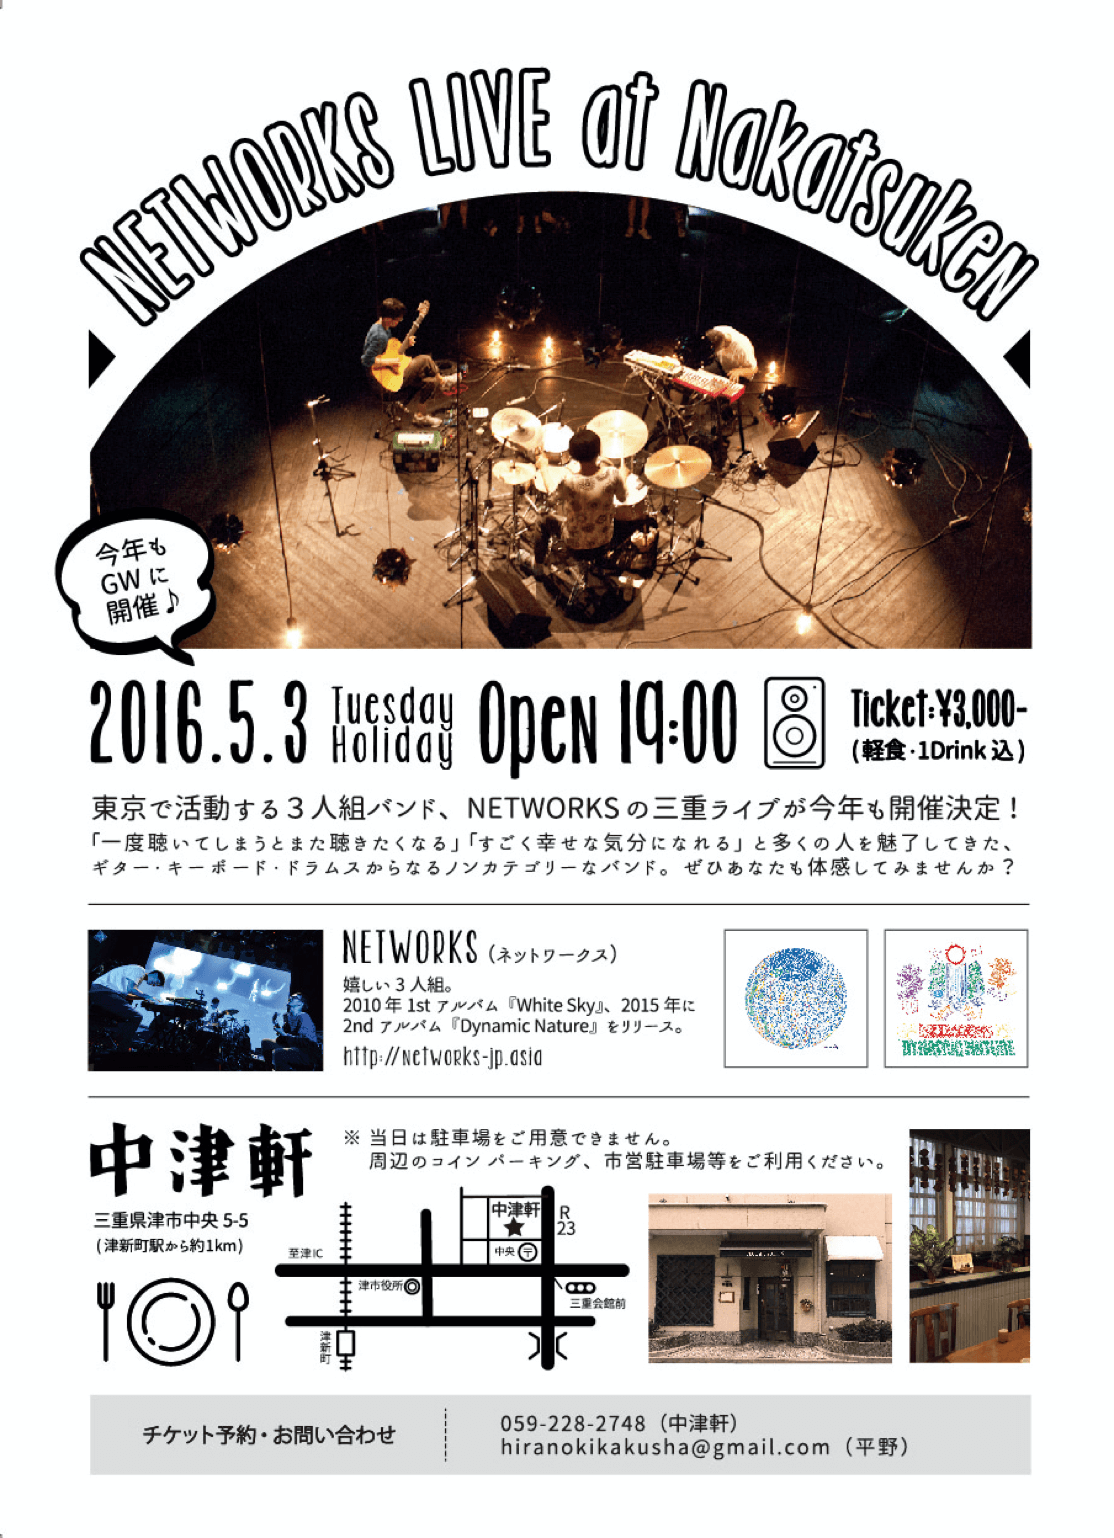 NETWORKS LIVE at Nakatsuken
今年も
GWに
開催♪
2016.5.3 Tuesday Holiday Open 19:00 Ticket:¥3,000-
(軽食・1Drink込)
東京で活動する3人組バンド、NETWORKSの三重ライブが今年も開催決定！
「一度聴いてしまうとまた聴きたくなる」「すごく幸せな気分になれる」と多くの人を魅了してきた、
ギター・キーボード・ドラムスからなるノンカテゴリーなバンド。ぜひあなたも体感してみませんか？
NETWORKS（ネットワークス）
嬉しい3人組。
2010年1stアルバム『White Sky』、2015年に
2ndアルバム『Dynamic Nature』をリリース。
http://networks-jp.asia
NETWORKS
DYNAMIC NATURE
中津軒
※ 当日は駐車場をご用意できません。
周辺のコインパーキング、市営駐車場等をご利用ください。
三重県津市中央5-5
(津新町駅から約1km)
中津軒
R
23
中央〒
至津IC
津市役所◎
三重会館前
津新町
チケット予約・お問い合わせ
059-228-2748（中津軒）
hiranokikakusha@gmail.com（平野）